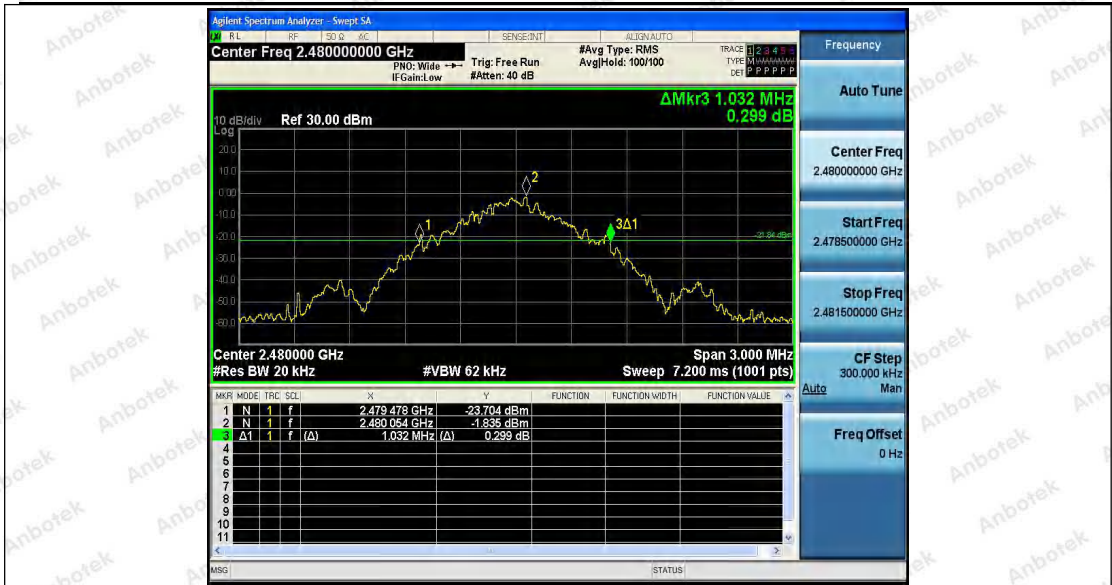 Agilent Spectrum Analyzer - Swept SA
RL RF 50 Ω AC SENSE:INT ALIGN AUTO
Center Freq 2.480000000 GHz
PNO: Wide
IFGain:Low
Trig: Free Run
#Atten: 40 dB
#Avg Type: RMS
Avg|Hold: 100/100
TRACE 1 2 3 4 5 6
TYPE M
DET P P P P P P
ΔMkr3 1.032 MHz
0.299 dB
10 dB/div Ref 30.00 dBm
Log
20.0
10.0
0.00
-10.0
-20.0
-30.0
-40.0
-50.0
-60.0
1
2
3Δ1
-21.84 dBm
Center 2.480000 GHz Span 3.000 MHz
#Res BW 20 kHz #VBW 62 kHz Sweep 7.200 ms (1001 pts)
MKR MODE TRC SCL X Y FUNCTION FUNCTION WIDTH FUNCTION VALUE
1 N 1 f 2.479 478 GHz -23.704 dBm
2 N 1 f 2.480 054 GHz -1.835 dBm
3 Δ1 1 f (Δ) 1.032 MHz (Δ) 0.299 dB
4
5
6
7
8
9
10
11
MSG STATUS
Frequency
Auto Tune
Center Freq
2.480000000 GHz
Start Freq
2.478500000 GHz
Stop Freq
2.481500000 GHz
CF Step
300.000 kHz
Auto Man
Freq Offset
0 Hz
Anbotek